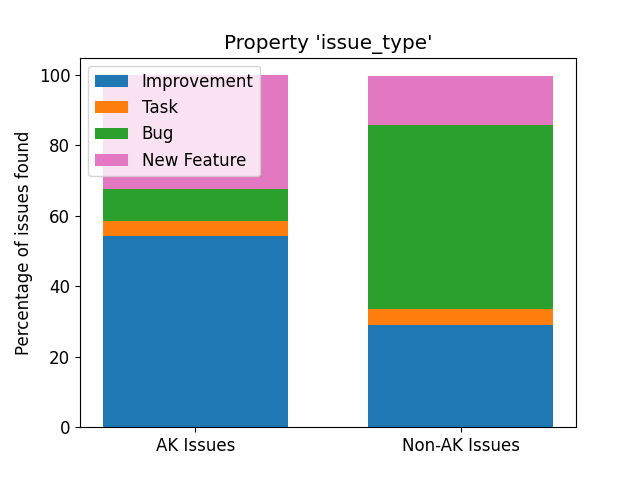 Property 'issue_type'
Percentage of issues found
100
80
60
40
20
0
Improvement
Task
Bug
New Feature
AK Issues
Non-AK Issues